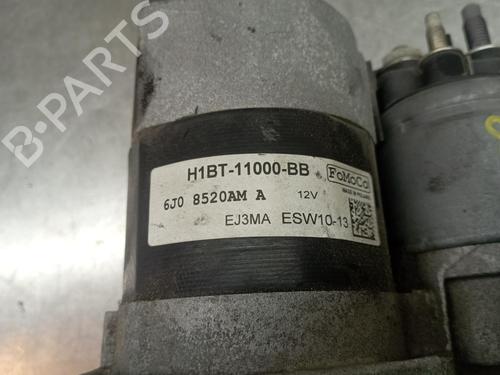 B-PARTS
H1BT-11000-BB
FoMoCo
6J0 8520AM A
12V
EJ3MA ESW10-13